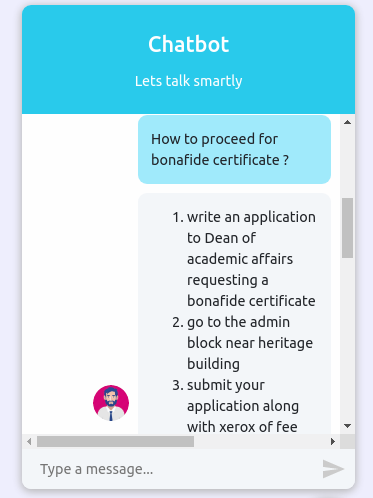 Chatbot
Lets talk smartly
How to proceed for
bonafide certificate ?
1. write an application
to Dean of
academic affairs
requesting a
bonafide certificate
2. go to the admin
block near heritage
building
3. submit your
application along
with xerox of fee
Type a message...